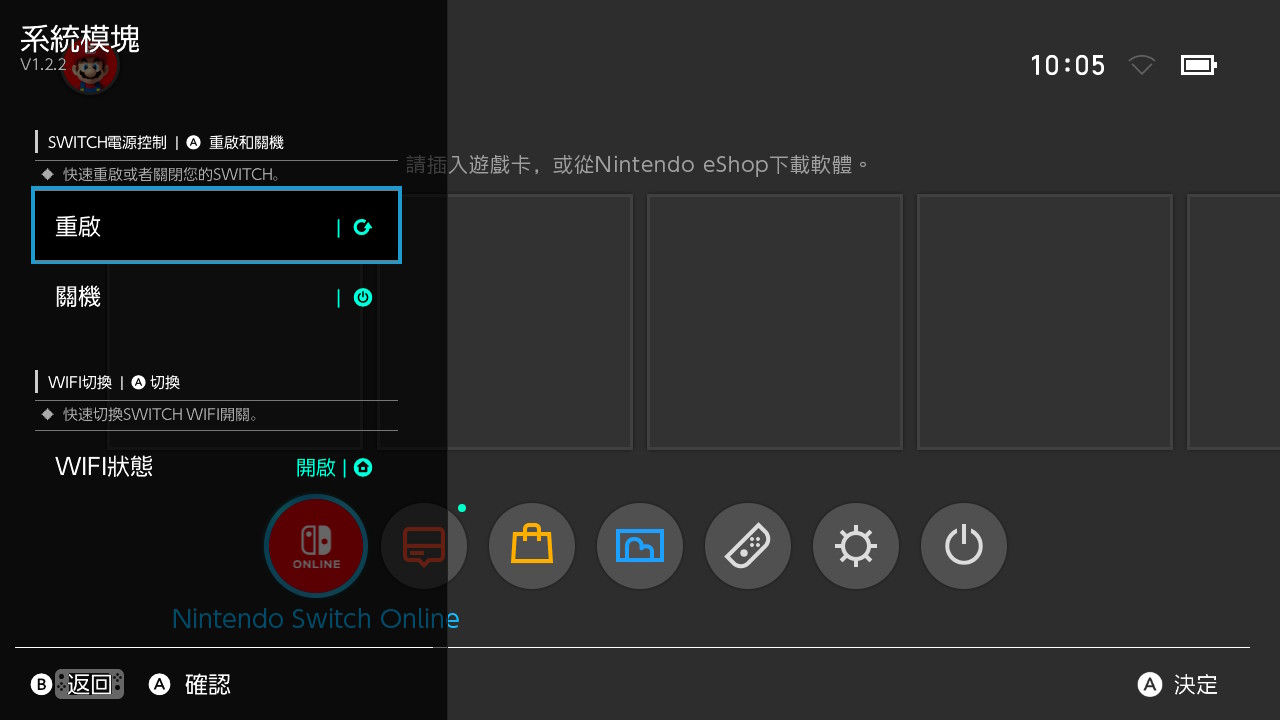 系統模塊
V1.2.2
10:05
SWITCH電源控制 | A 重啟和關機
◆ 快速重啟或者關閉您的SWITCH。
請插入遊戲卡，或從Nintendo eShop下載軟體。
重啟 |
關機 |
WIFI切換 | A 切換
◆ 快速切換SWITCH WIFI開關。
WIFI狀態 開啟 |
ONLINE
Nintendo Switch Online
B 返回 A 確認
A 決定